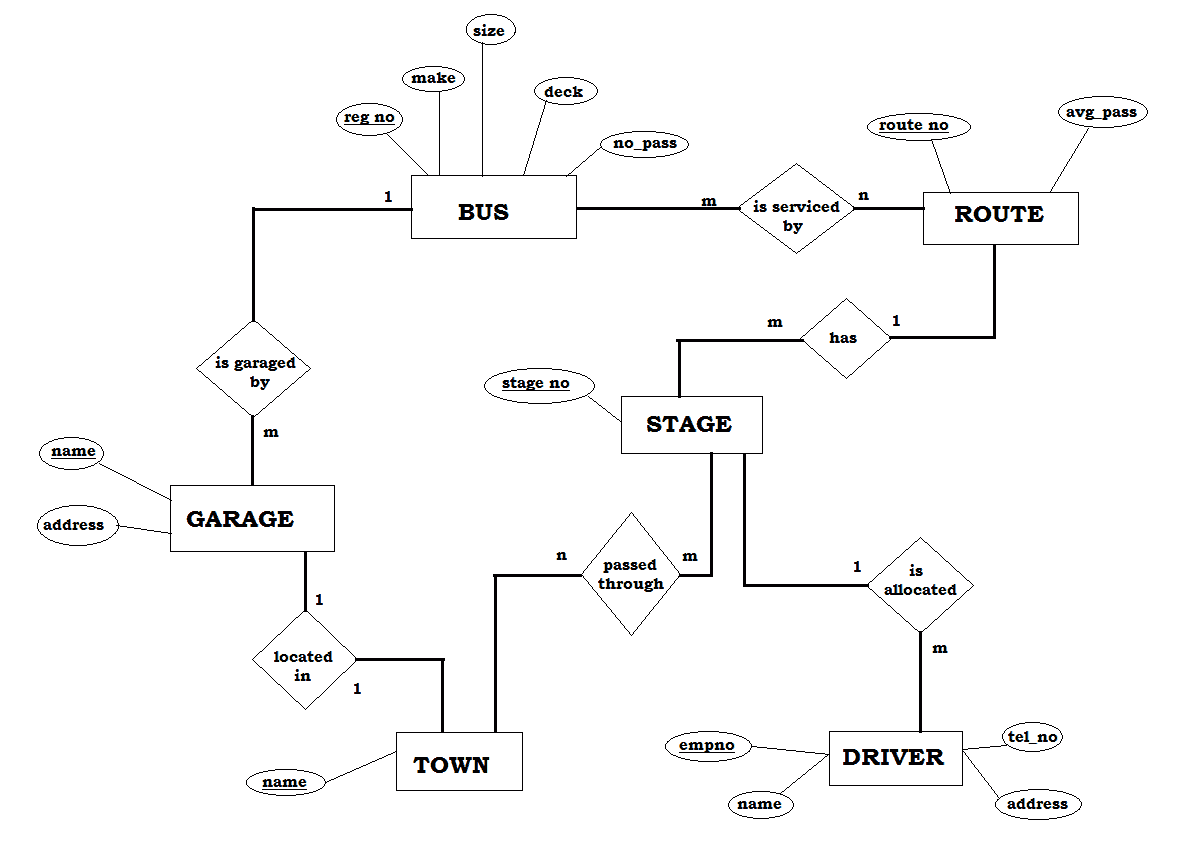 size
make
deck
reg no
no_pass
route no
avg_pass
1
BUS
m
is serviced
by
n
ROUTE
m
has
1
is garaged
by
m
stage no
STAGE
name
address
GARAGE
n
passed
through
m
1
is
allocated
m
1
located
in
1
name
TOWN
empno
name
DRIVER
tel_no
address